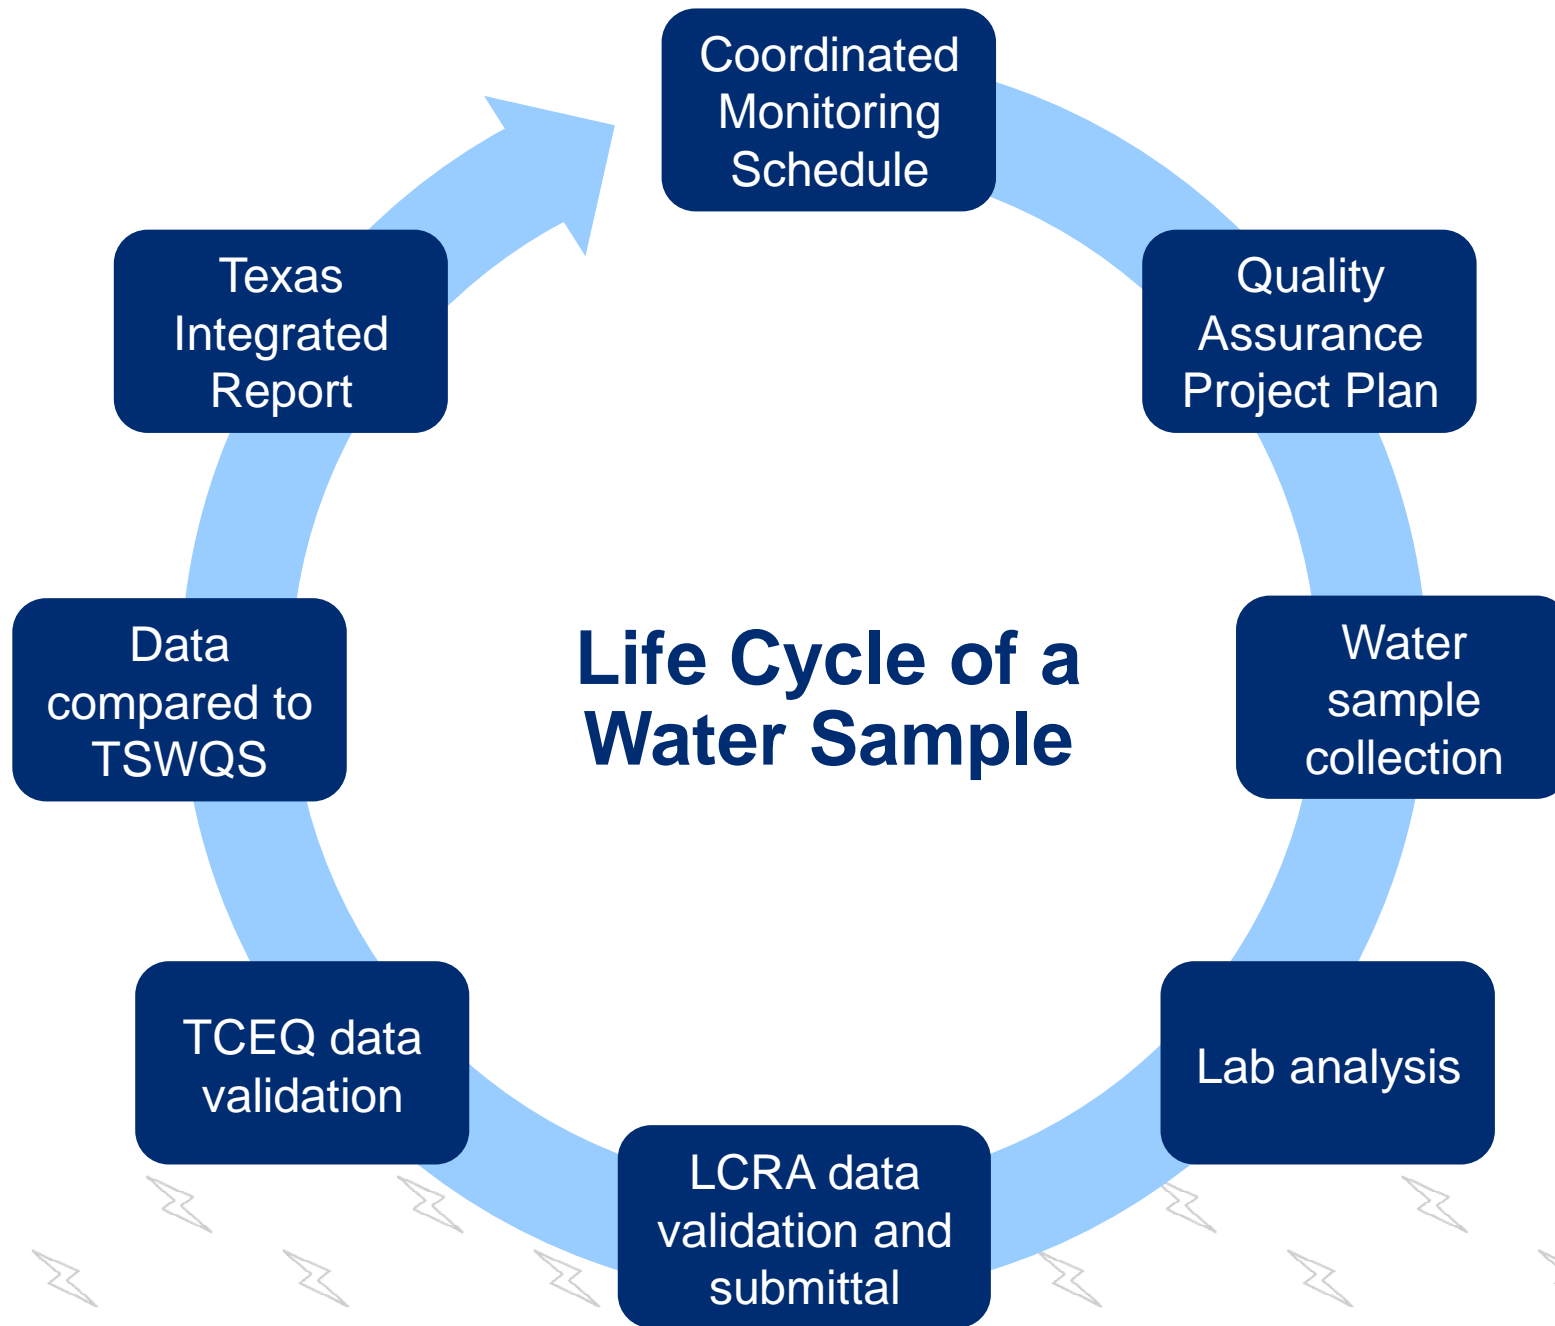 Coordinated
Monitoring
Schedule
Quality
Assurance
Project Plan
Water
sample
collection
Lab analysis
LCRA data
validation and
submittal
TCEQ data
validation
Data
compared to
TSWQS
Texas
Integrated
Report
Life Cycle of a
Water Sample